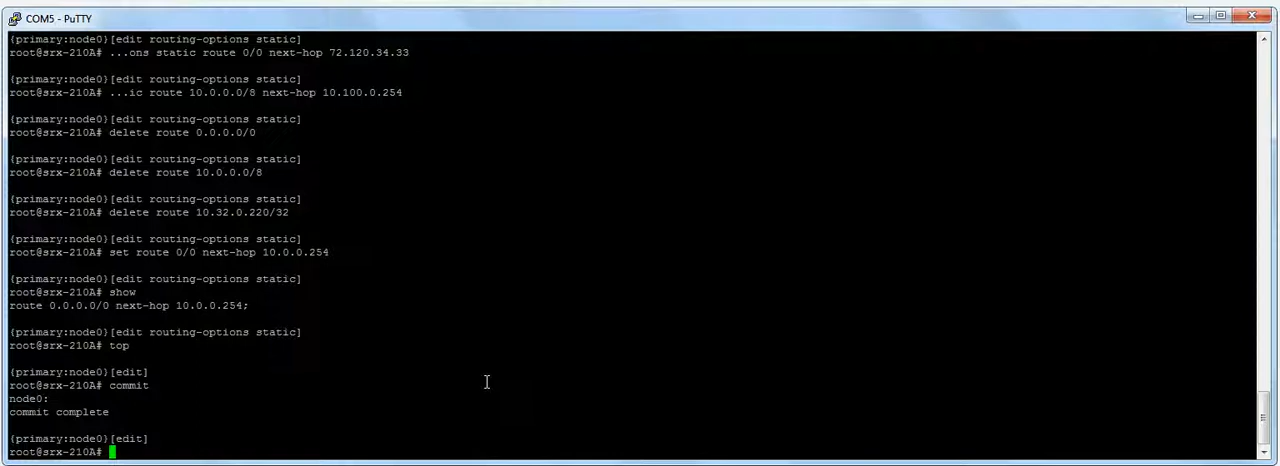 COM5 - PuTTY
{primary:node0}[edit routing-options static]
root@srx-210A# ...ons static route 0/0 next-hop 72.120.34.33
{primary:node0}[edit routing-options static]
root@srx-210A# ...ic route 10.0.0.0/8 next-hop 10.100.0.254
{primary:node0}[edit routing-options static]
root@srx-210A# delete route 0.0.0.0/0
{primary:node0}[edit routing-options static]
root@srx-210A# delete route 10.0.0.0/8
{primary:node0}[edit routing-options static]
root@srx-210A# delete route 10.32.0.220/32
{primary:node0}[edit routing-options static]
root@srx-210A# set route 0/0 next-hop 10.0.0.254
{primary:node0}[edit routing-options static]
root@srx-210A# show
route 0.0.0.0/0 next-hop 10.0.0.254;
{primary:node0}[edit routing-options static]
root@srx-210A# top
{primary:node0}[edit]
root@srx-210A# commit
node0:
commit complete
{primary:node0}[edit]
root@srx-210A#